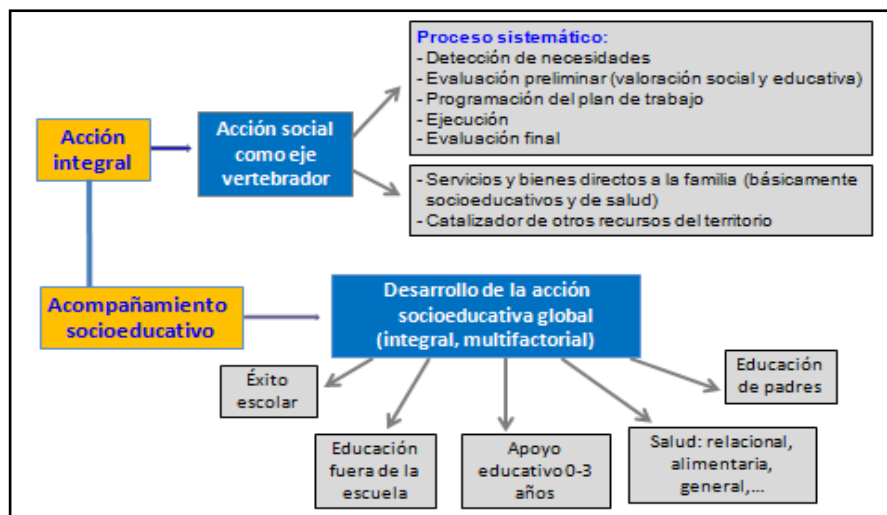 Proceso sistemático:
- Detección de necesidades
- Evaluación preliminar (valoración social y educativa)
- Programación del plan de trabajo
- Ejecución
- Evaluación final
Acción
integral
Acción social
como eje
vertebrador
- Servicios y bienes directos a la familia (básicamente
socioeducativos y de salud)
- Catalizador de otros recursos del territorio
Acompañamiento
socioeducativo
Desarrollo de la acción
socioeducativa global
(integral, multifactorial)
Éxito
escolar
Educación
fuera de la
escuela
Apoyo
educativo 0-3
años
Salud: relacional,
alimentaria,
general,...
Educación
de padres